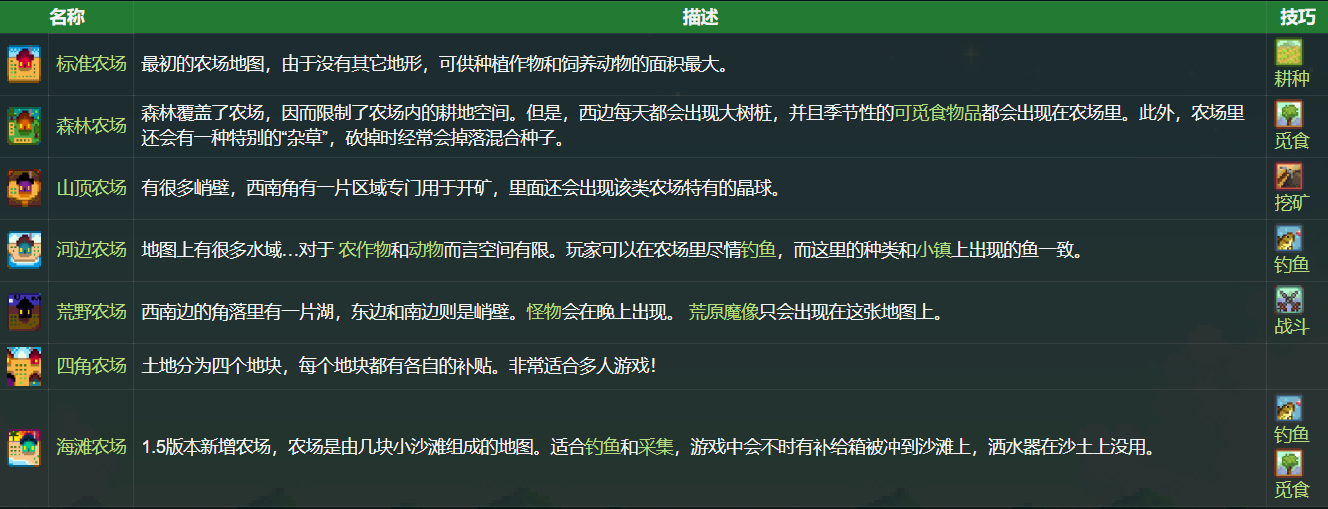 名称 描述 技巧
标准农场 最初的农场地图，由于没有其它地形，可供种植作物和饲养动物的面积最大。 耕种
森林农场 森林覆盖了农场，因而限制了农场内的耕地空间。但是，西边每天都会出现大树桩，并且季节性的可觅食物品都会出现在农场里。此外，农场里
还会有一种特别的“杂草”，砍掉时经常会掉落混合种子。 觅食
山顶农场 有很多峭壁，西南角有一片区域专门用于开矿，里面还会出现该类农场特有的晶球。 挖矿
河边农场 地图上有很多水域…对于 农作物和动物而言空间有限。玩家可以在农场里尽情钓鱼，而这里的种类和小镇上出现的鱼一致。 钓鱼
荒野农场 西南边的角落里有一片湖，东边和南边则是峭壁。怪物会在晚上出现。 荒原魔像只会出现在这张地图上。 战斗
四角农场 土地分为四个地块，每个地块都有各自的补贴。非常适合多人游戏！
海滩农场 1.5版本新增农场，农场是由几块小沙滩组成的地图。适合钓鱼和采集，游戏中会不时有补给箱被冲到沙滩上，洒水器在沙土上没用。 钓鱼
觅食